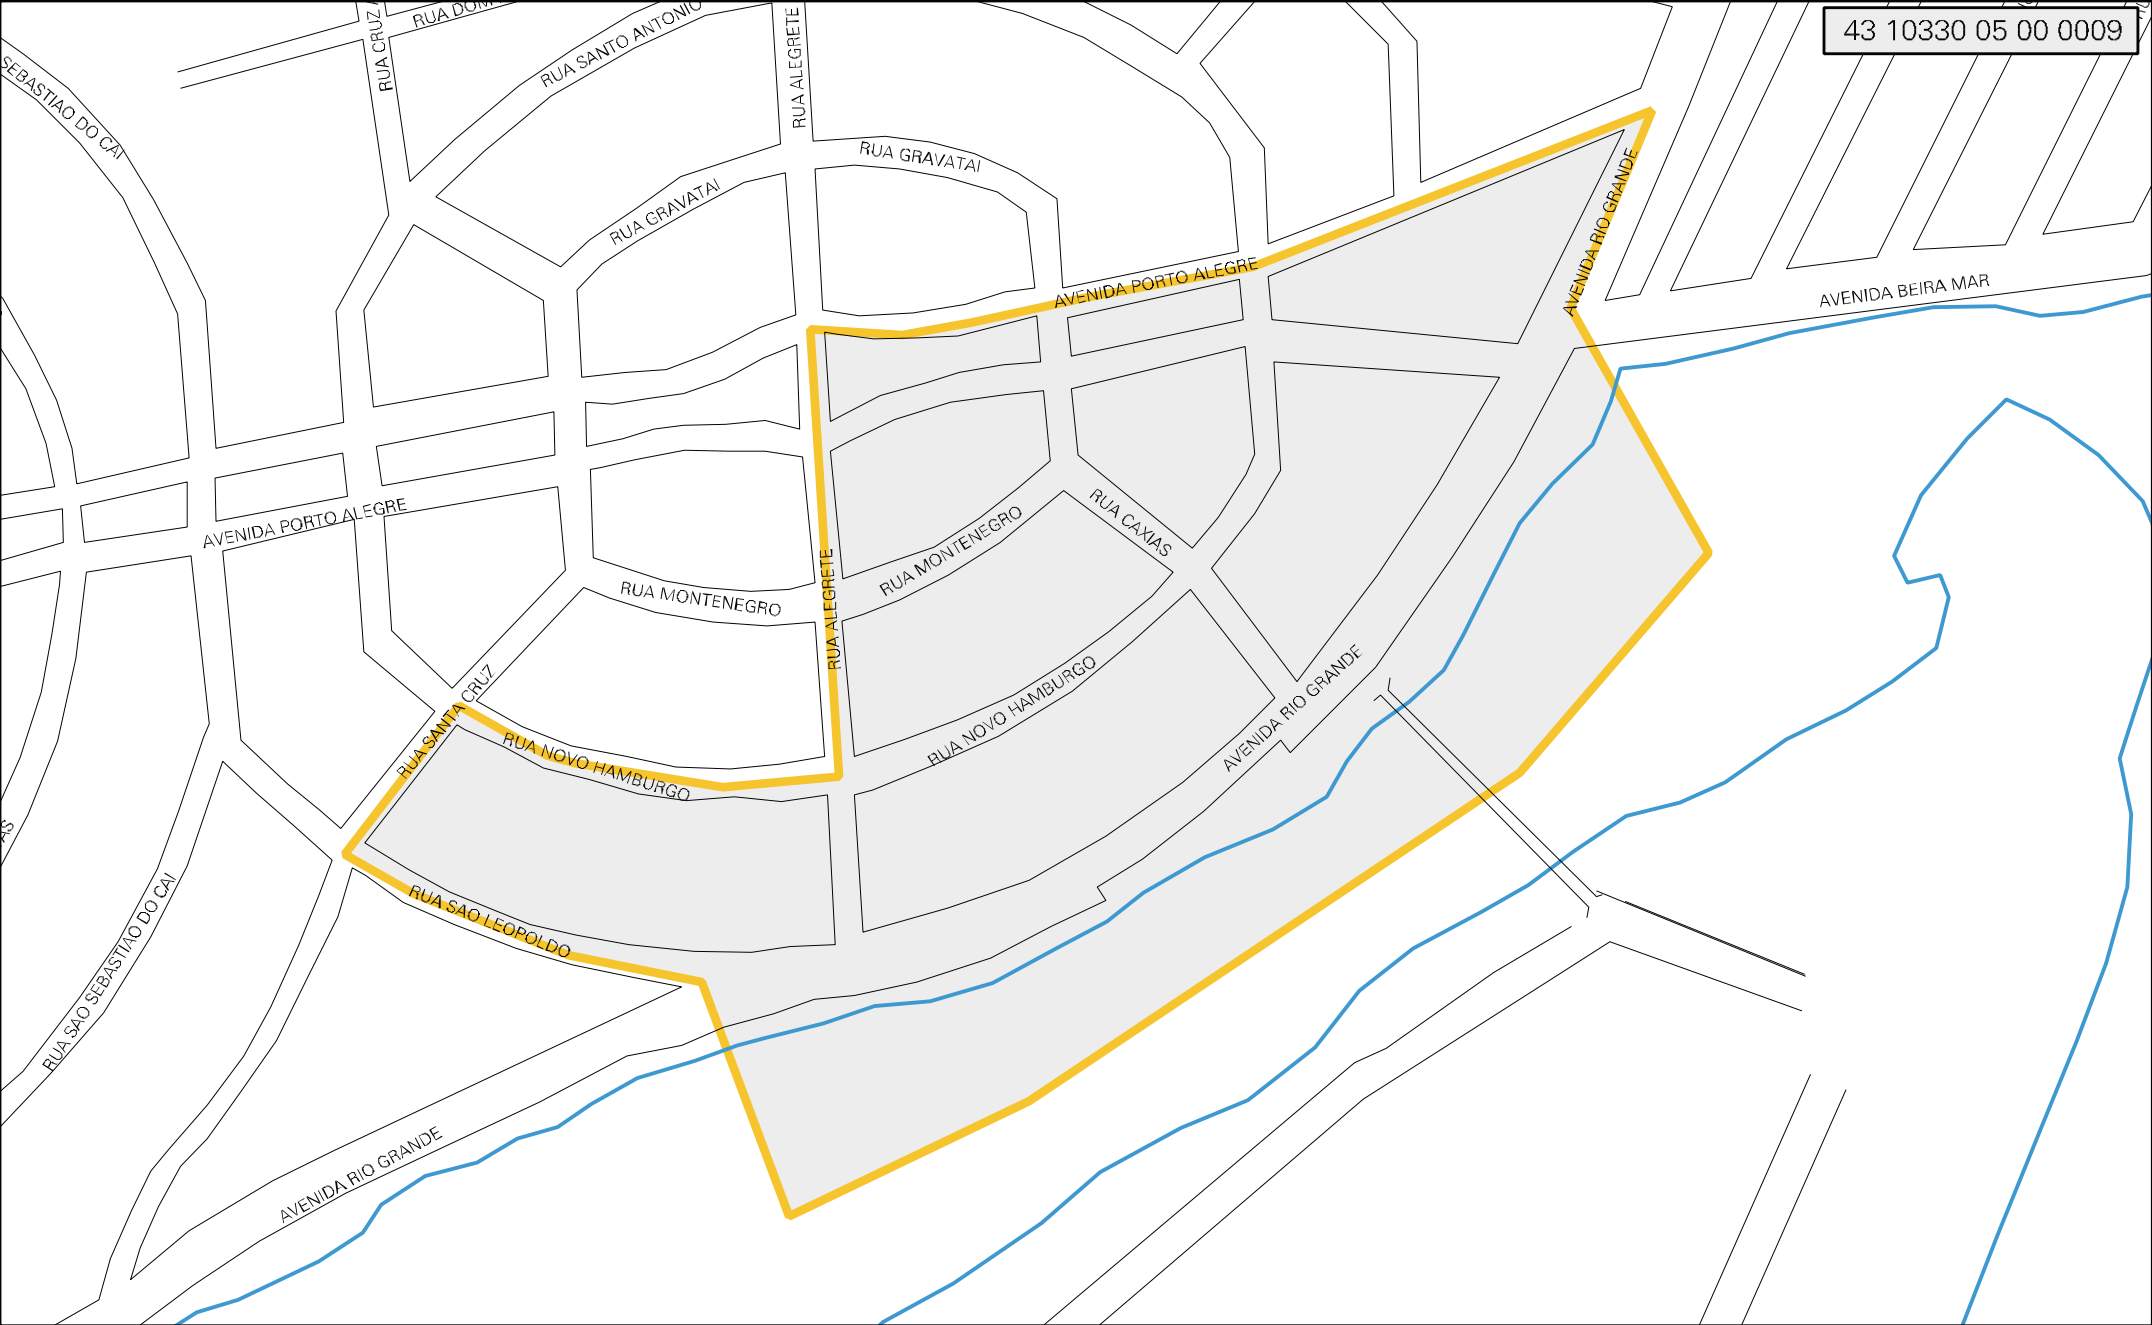 RUA CRUZ
RUA DOM
RUA SANTO ANTONIO
RUA ALEGRETE
43 10330 05 00 0009
SEBASTIAO DO CAI
RUA GRAVATAI
RUA GRAVATAI
AVENIDA RIO GRANDE
AVENIDA PORTO ALEGRE
AVENIDA BEIRA MAR
AVENIDA PORTO ALEGRE
RUA CAXIAS
RUA MONTENEGRO
RUA MONTENEGRO
RUA ALEGRETE
RUA SANTA CRUZ
RUA NOVO HAMBURGO
RUA NOVO HAMBURGO
AVENIDA RIO GRANDE
AS
RUA SAO LEOPOLDO
RUA SAO SEBASTIAO DO CAI
AVENIDA RIO GRANDE